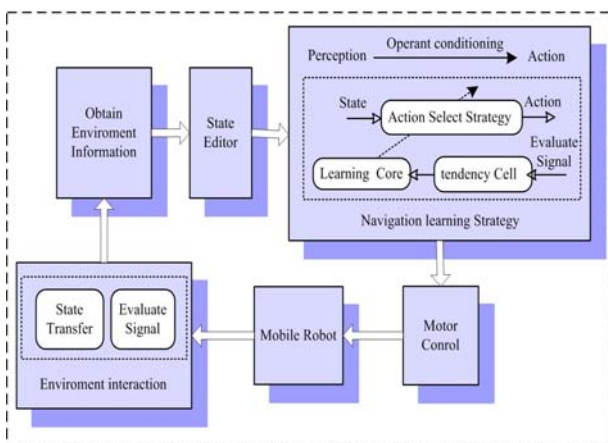 Operant conditioning
Perception
Action
Obtain
Enviroment
Information
State
Editor
State
Action Select Strategy
Action
Evaluate
Signal
Learning Core
tendency Cell
Navigation learning Strategy
State
Transfer
Evaluate
Signal
Enviroment interaction
Mobile Robot
Motor
Conrol